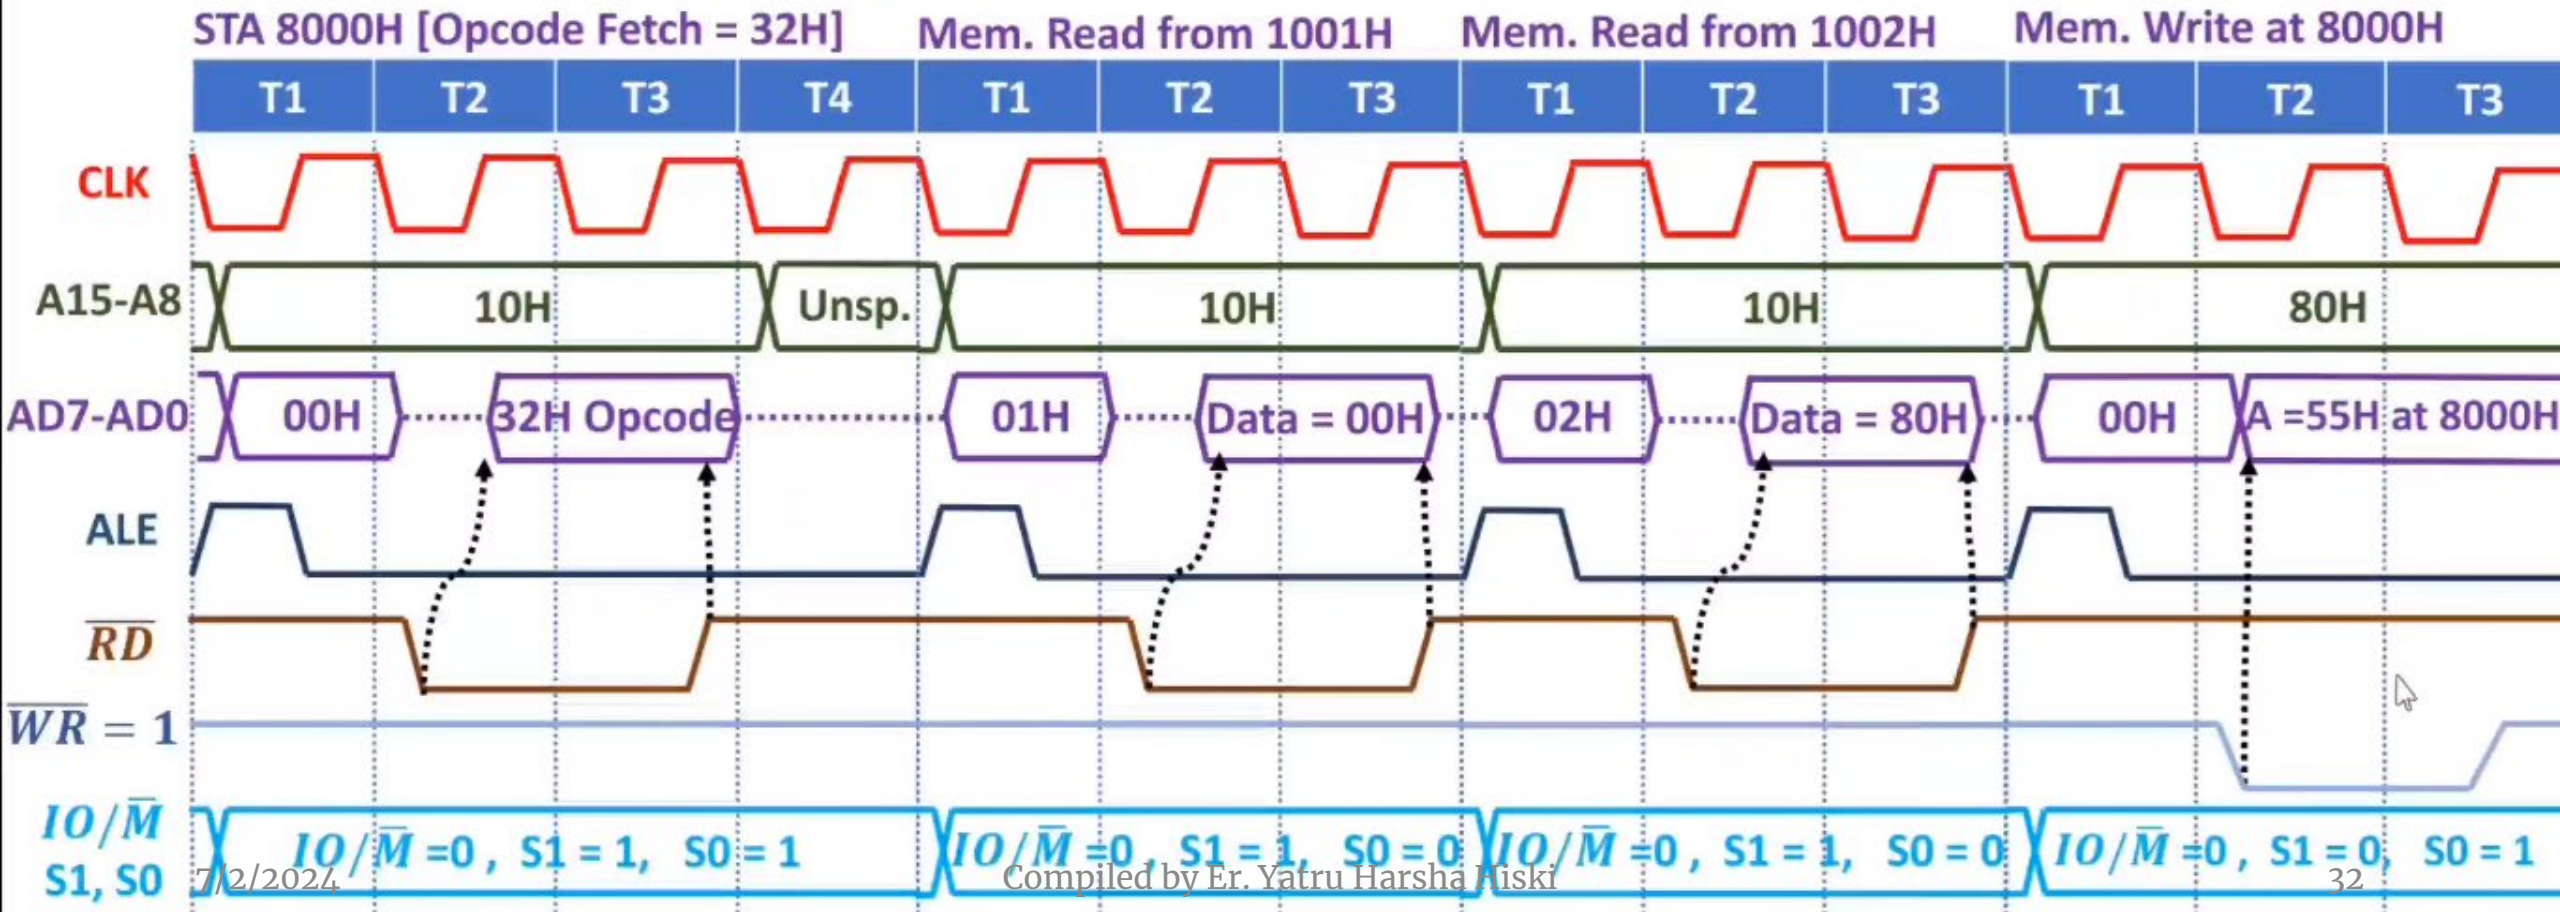 STA 8000H [Opcode Fetch = 32H] Mem. Read from 1001H Mem. Read from 1002H Mem. Write at 8000H
T1 T2 T3 T4 T1 T2 T3 T1 T2 T3 T1 T2 T3
CLK
A15-A8 10H Unsp. 10H 10H 80H
AD7-AD0 00H 32H Opcode 01H Data = 00H 02H Data = 80H 00H A =55H at 8000H
ALE
R̅D̅
W̅R̅ = 1
IO/M̅
IO/M̅ =0 , S1 = 1, S0 = 1 IO/M̅ =0 , S1 = 1, S0 = 0 IO/M̅ =0 , S1 = 1, S0 = 0 IO/M̅ =0 , S1 = 0, S0 = 1
S1, S0
7/2/2024 Compiled by Er. Yatru Harsha Hiski 32